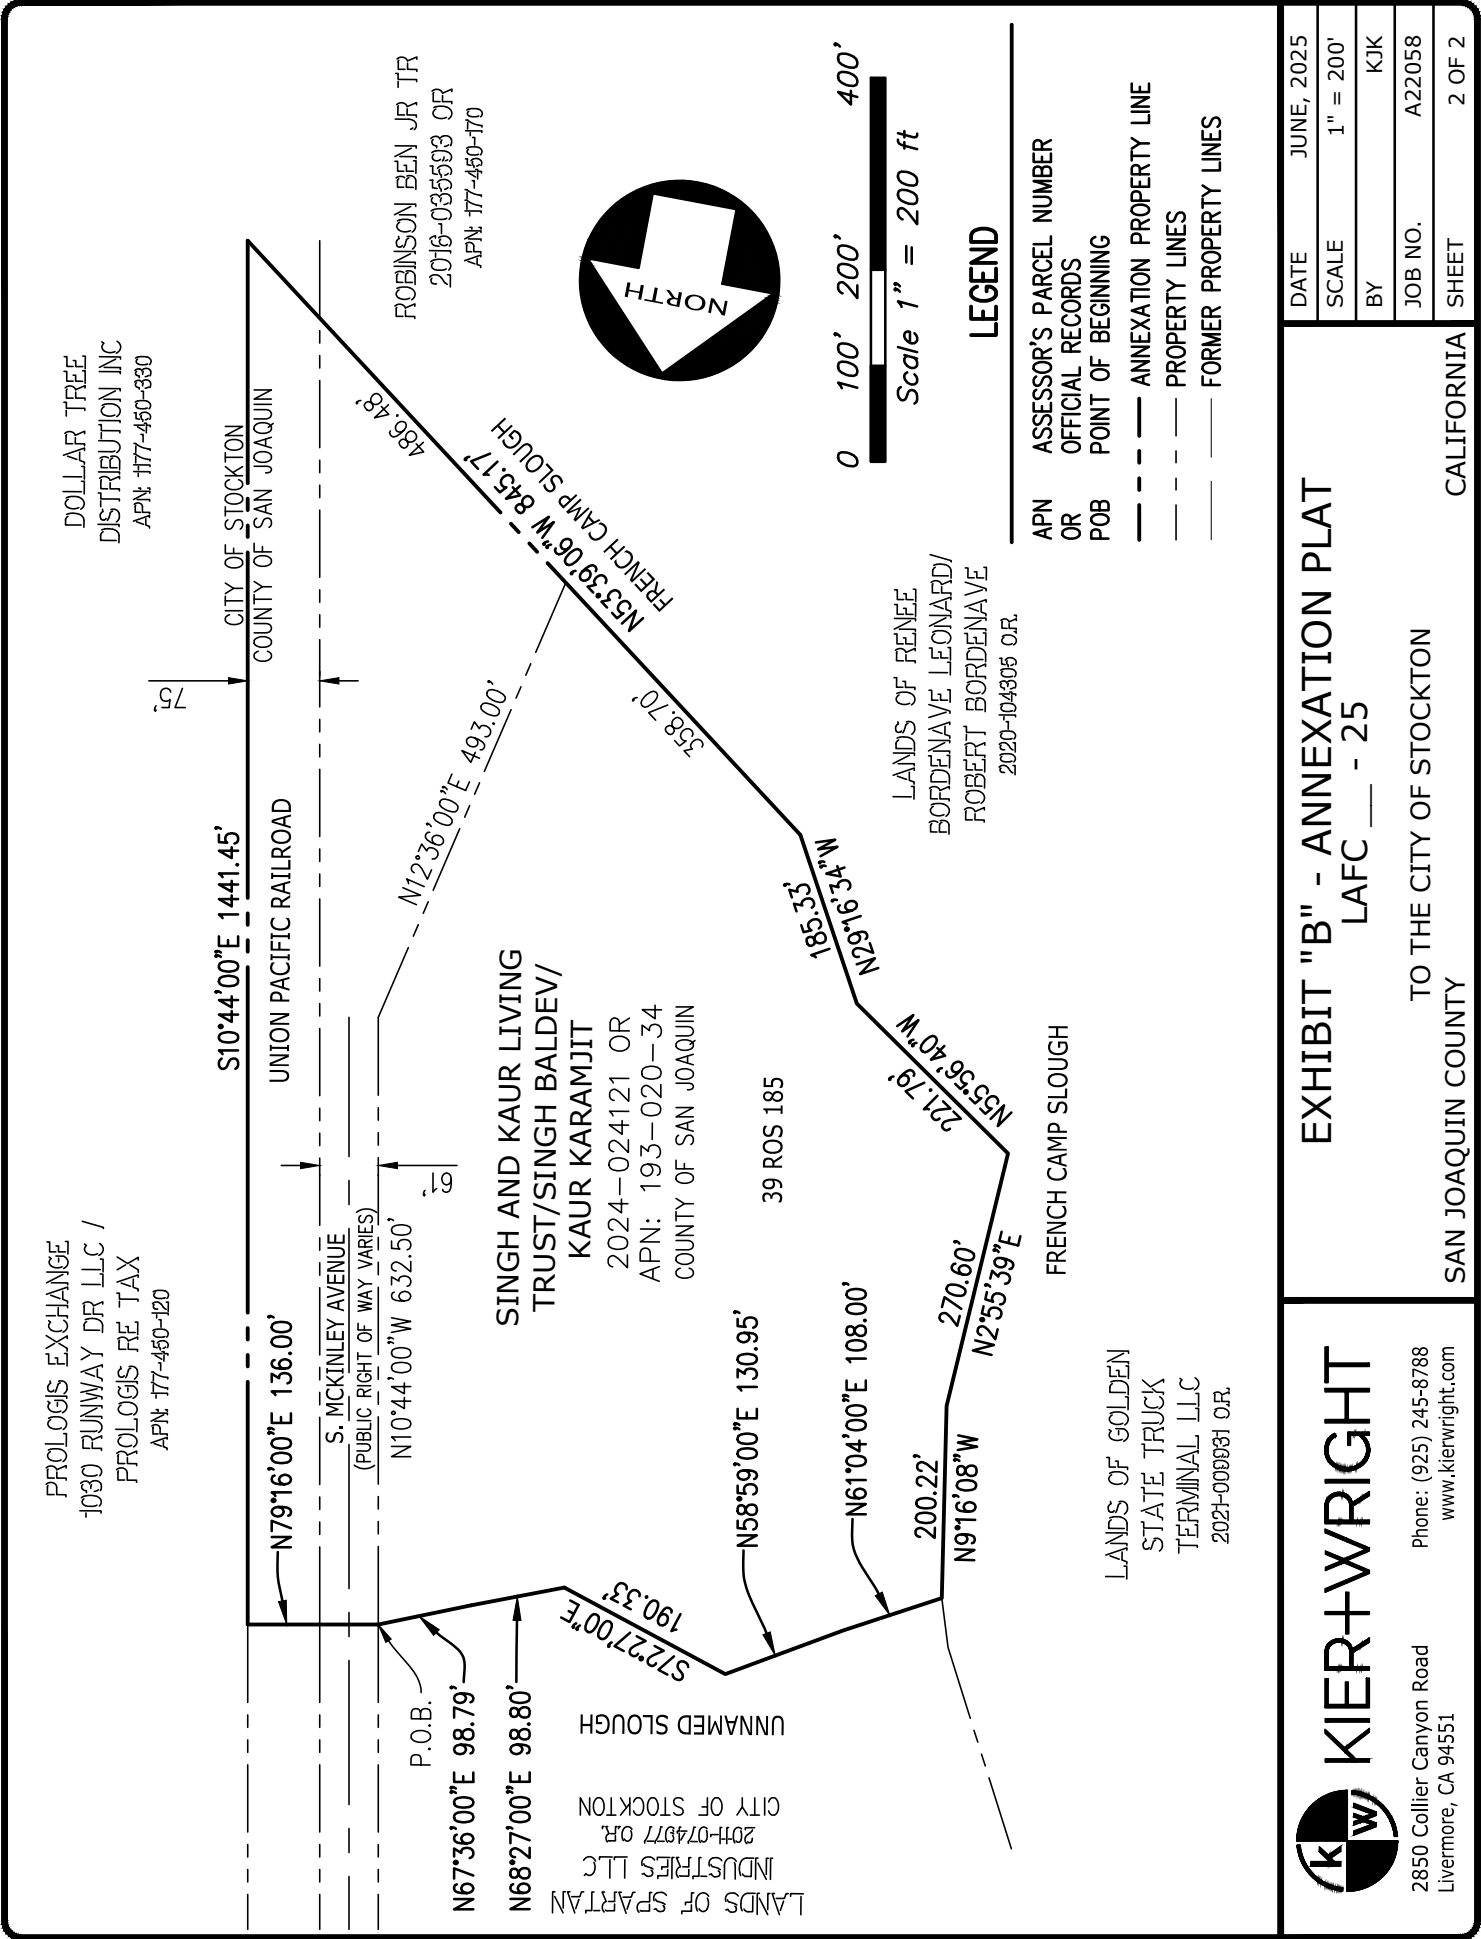 PROLOGIS EXCHANGE
1030 RUNWAY DR LLC /
PROLOGIS RE TAX
APN: 177-450-120
DOLLAR TREE
DISTRIBUTION INC
APN: 177-450-330
ROBINSON BEN JR TR
2016-035593 OR
APN: 177-450-170
75'
CITY OF STOCKTON
COUNTY OF SAN JOAQUIN
S10°44'00"E 1441.45'
UNION PACIFIC RAILROAD
N79°16'00"E 136.00'
S. MCKINLEY AVENUE
(PUBLIC RIGHT OF WAY VARIES)
N10°44'00"W 632.50'
61'
N12°36'00"E 493.00'
486.48'
N53°39'06"W 845.17'
FRENCH CAMP SLOUGH
358.70'
P.O.B.
N67°36'00"E 98.79'
N68°27'00"E 98.80'
S72°27'00"E
190.33'
UNNAMED SLOUGH
LANDS OF SPARTAN
INDUSTRIES LLC
2011-074077 O.R.
CITY OF STOCKTON
SINGH AND KAUR LIVING
TRUST/SINGH BALDEV/
KAUR KARAMJIT
2024-024121 OR
APN: 193-020-34
COUNTY OF SAN JOAQUIN
39 ROS 185
N58°59'00"E 130.95'
N61°04'00"E 108.00'
200.22'
N9°16'08"W
270.60'
N2°55'39"E
221.79'
N55°56'40"W
185.33'
N29°16'34"W
FRENCH CAMP SLOUGH
LANDS OF RENEE
BORDENAVE LEONARD/
ROBERT BORDENAVE
2020-104305 O.R.
LANDS OF GOLDEN
STATE TRUCK
TERMINAL LLC
2021-000931 O.R.
NORTH
0 100' 200' 400'
Scale 1" = 200 ft
LEGEND
APN ASSESSOR'S PARCEL NUMBER
OR OFFICIAL RECORDS
POB POINT OF BEGINNING
ANNEXATION PROPERTY LINE
PROPERTY LINES
FORMER PROPERTY LINES
kw KIER+WRIGHT
2850 Collier Canyon Road Phone: (925) 245-8788
Livermore, CA 94551 www.kierwright.com
EXHIBIT "B" - ANNEXATION PLAT
LAFC __ - 25
TO THE CITY OF STOCKTON
SAN JOAQUIN COUNTY CALIFORNIA
DATE JUNE, 2025
SCALE 1" = 200'
BY KJK
JOB NO. A22058
SHEET 2 OF 2